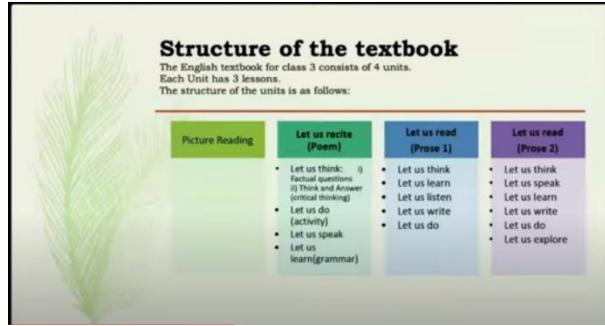 Structure of the textbook
The English textbook for class 3 consists of 4 units.
Each Unit has 3 lessons.
The structure of the units is as follows:
Picture Reading
Let us recite
(Poem)
• Let us think: i)
Factual questions
ii) Think and Answer
(critical thinking)
• Let us do
(activity)
• Let us speak
• Let us
learn(grammar)
Let us read
(Prose 1)
• Let us think
• Let us learn
• Let us listen
• Let us write
• Let us do
Let us read
(Prose 2)
• Let us think
• Let us speak
• Let us learn
• Let us write
• Let us do
• Let us explore